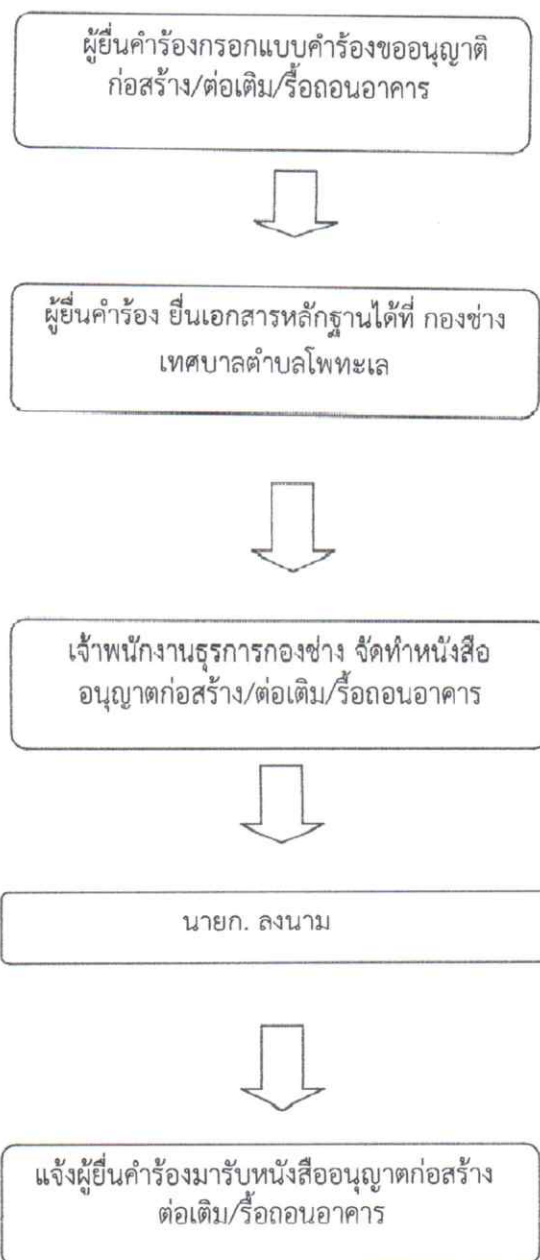 ผู้ยื่นคำร้องกรอกแบบคำร้องขออนุญาติ
ก่อสร้าง/ต่อเติม/รื้อถอนอาคาร
ผู้ยื่นคำร้อง ยื่นเอกสารหลักฐานได้ที่ กองช่าง
เทศบาลตำบลโพทะเล
เจ้าพนักงานธุรการกองช่าง จัดทำหนังสือ
อนุญาตก่อสร้าง/ต่อเติม/รื้อถอนอาคาร
นายก. ลงนาม
แจ้งผู้ยื่นคำร้องมารับหนังสืออนุญาตก่อสร้าง
ต่อเติม/รื้อถอนอาคาร